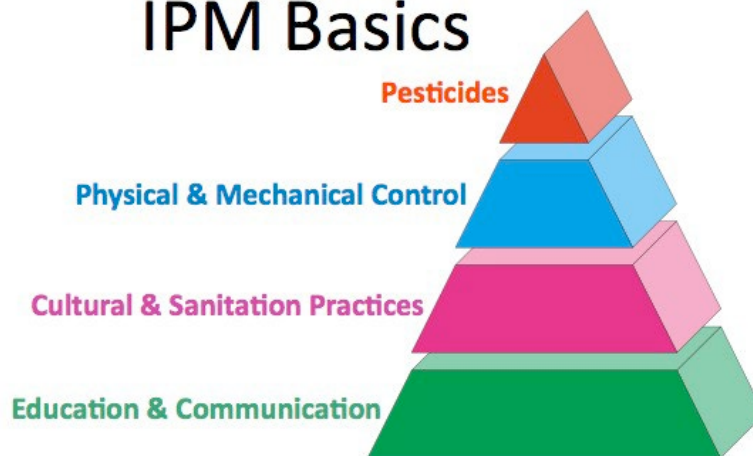 IPM Basics
Pesticides
Physical & Mechanical Control
Cultural & Sanitation Practices
Education & Communication